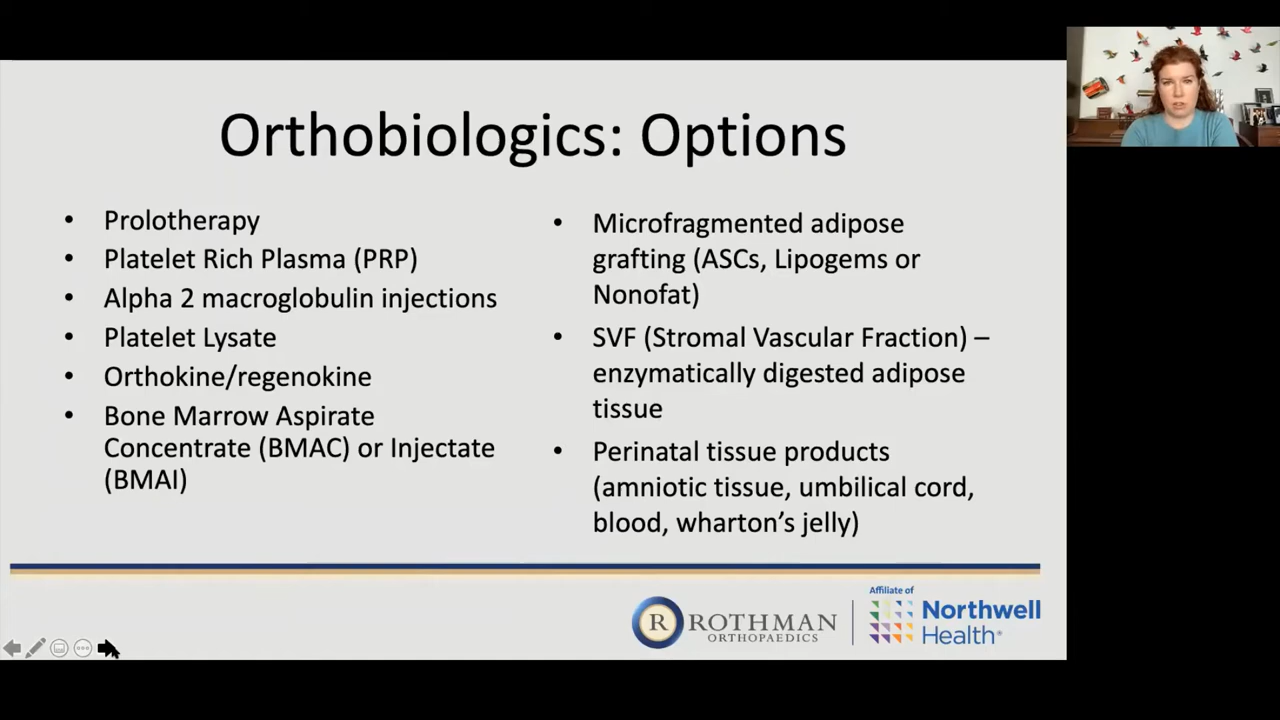 Orthobiologics: Options
• Prolotherapy
• Platelet Rich Plasma (PRP)
• Alpha 2 macroglobulin injections
• Platelet Lysate
• Orthokine/regenokine
• Bone Marrow Aspirate
Concentrate (BMAC) or Injectate
(BMAI)
• Microfragmented adipose
grafting (ASCs, Lipogems or
Nonofat)
• SVF (Stromal Vascular Fraction) –
enzymatically digested adipose
tissue
• Perinatal tissue products
(amniotic tissue, umbilical cord,
blood, wharton’s jelly)
R ROTHMAN
ORTHOPAEDICS
Affiliate of
Northwell
Health®